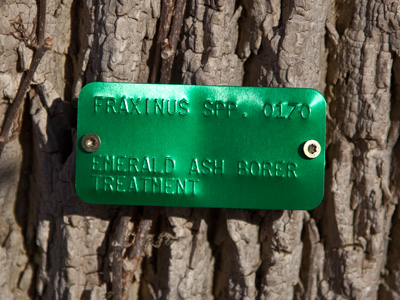 FRAXINUS SPP. 0170
EMERALD ASH BORER
TREATMENT